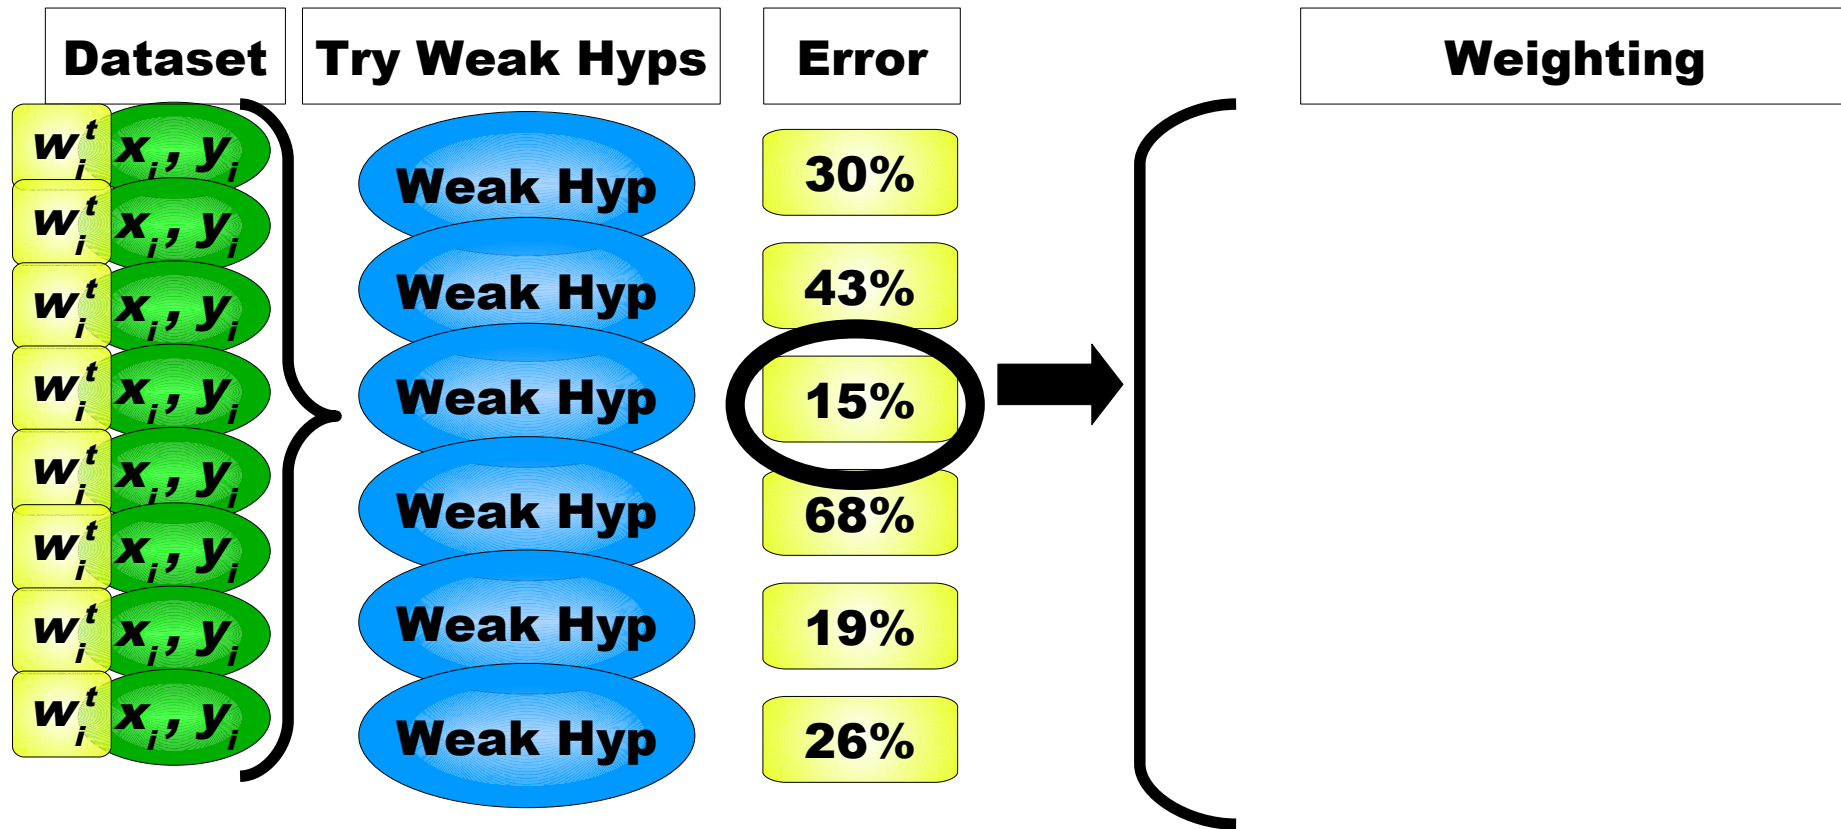 Dataset Try Weak Hyps Error Weighting
w_i^t x_i, y_i Weak Hyp 30%
w_i^t x_i, y_i
w_i^t x_i, y_i Weak Hyp 43%
w_i^t x_i, y_i Weak Hyp 15%
w_i^t x_i, y_i Weak Hyp 68%
w_i^t x_i, y_i
w_i^t x_i, y_i Weak Hyp 19%
w_i^t x_i, y_i Weak Hyp 26%